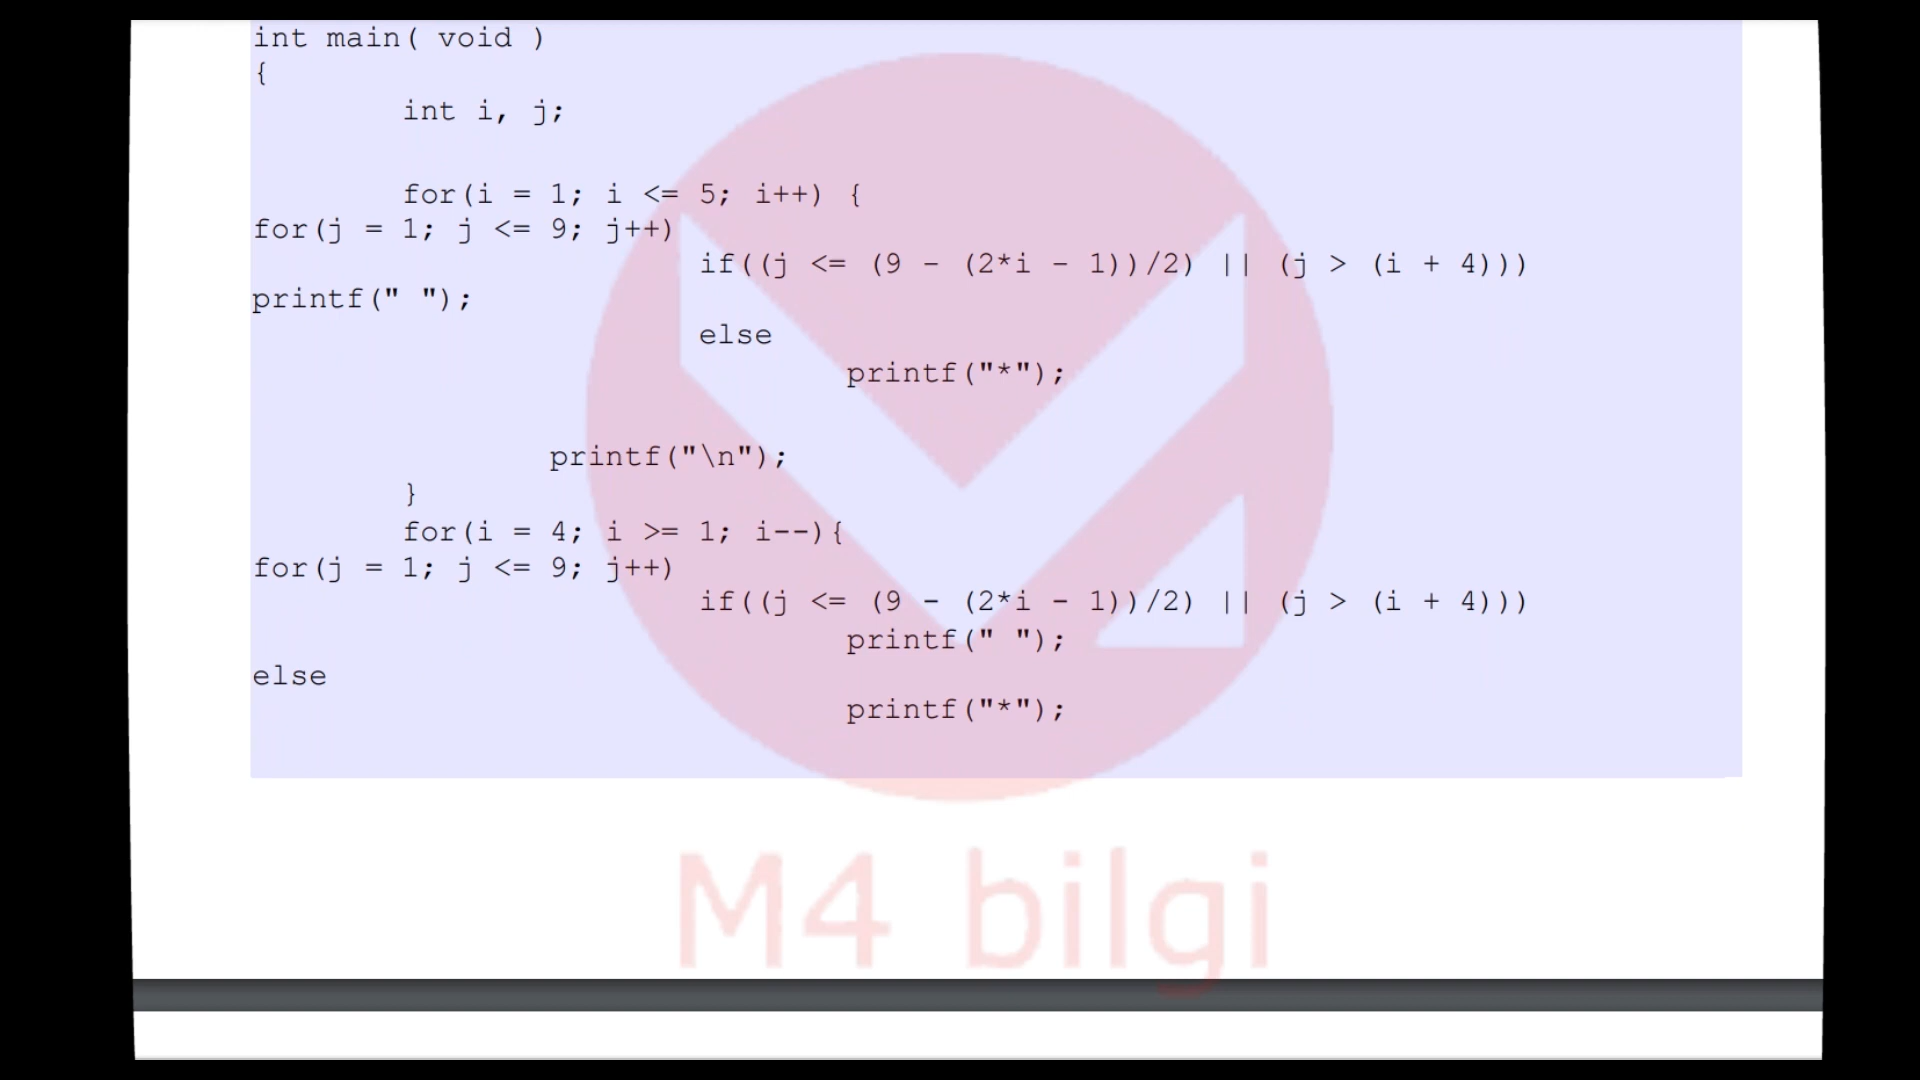 int main( void )
{
int i, j;
for(i = 1; i <= 5; i++) {
for(j = 1; j <= 9; j++)
if((j <= (9 - (2*i - 1))/2) || (j > (i + 4)))
printf(" ");
else
printf("*");
printf("\n");
}
for(i = 4; i >= 1; i--){
for(j = 1; j <= 9; j++)
if((j <= (9 - (2*i - 1))/2) || (j > (i + 4)))
printf(" ");
else
printf("*");
M4 bilgi